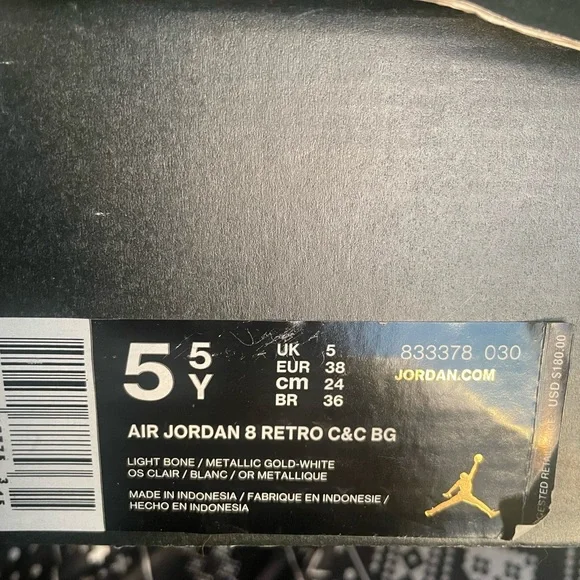 5 5 Y
UK 5
EUR 38
cm 24
BR 36
833378 030
JORDAN.COM
AIR JORDAN 8 RETRO C&C BG
LIGHT BONE / METALLIC GOLD-WHITE
OS CLAIR / BLANC / OR METALLIQUE
MADE IN INDONESIA / FABRIQUE EN INDONESIE /
HECHO EN INDONESIA
USD $180.00